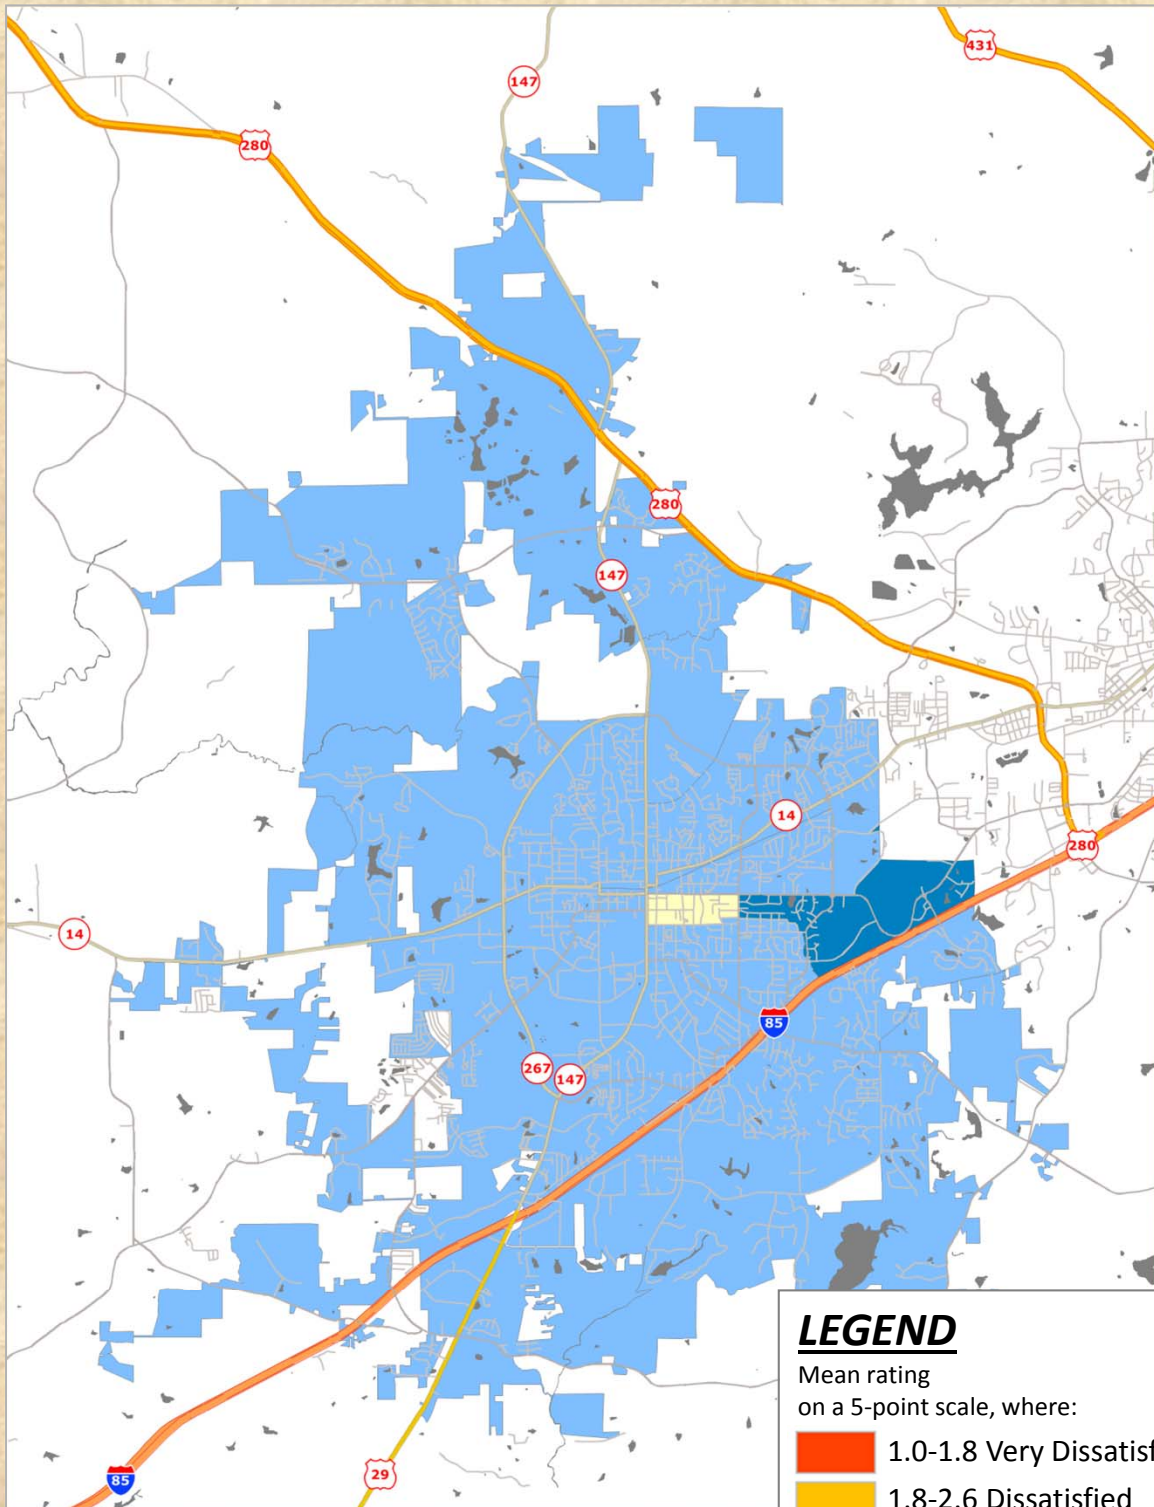 431
147
280
280
147
14
280
14
85
267
147
85
29
LEGEND
Mean rating
on a 5-point scale, where:
1.0-1.8 Very Dissatisf
1.8-2.6 Dissatisfied